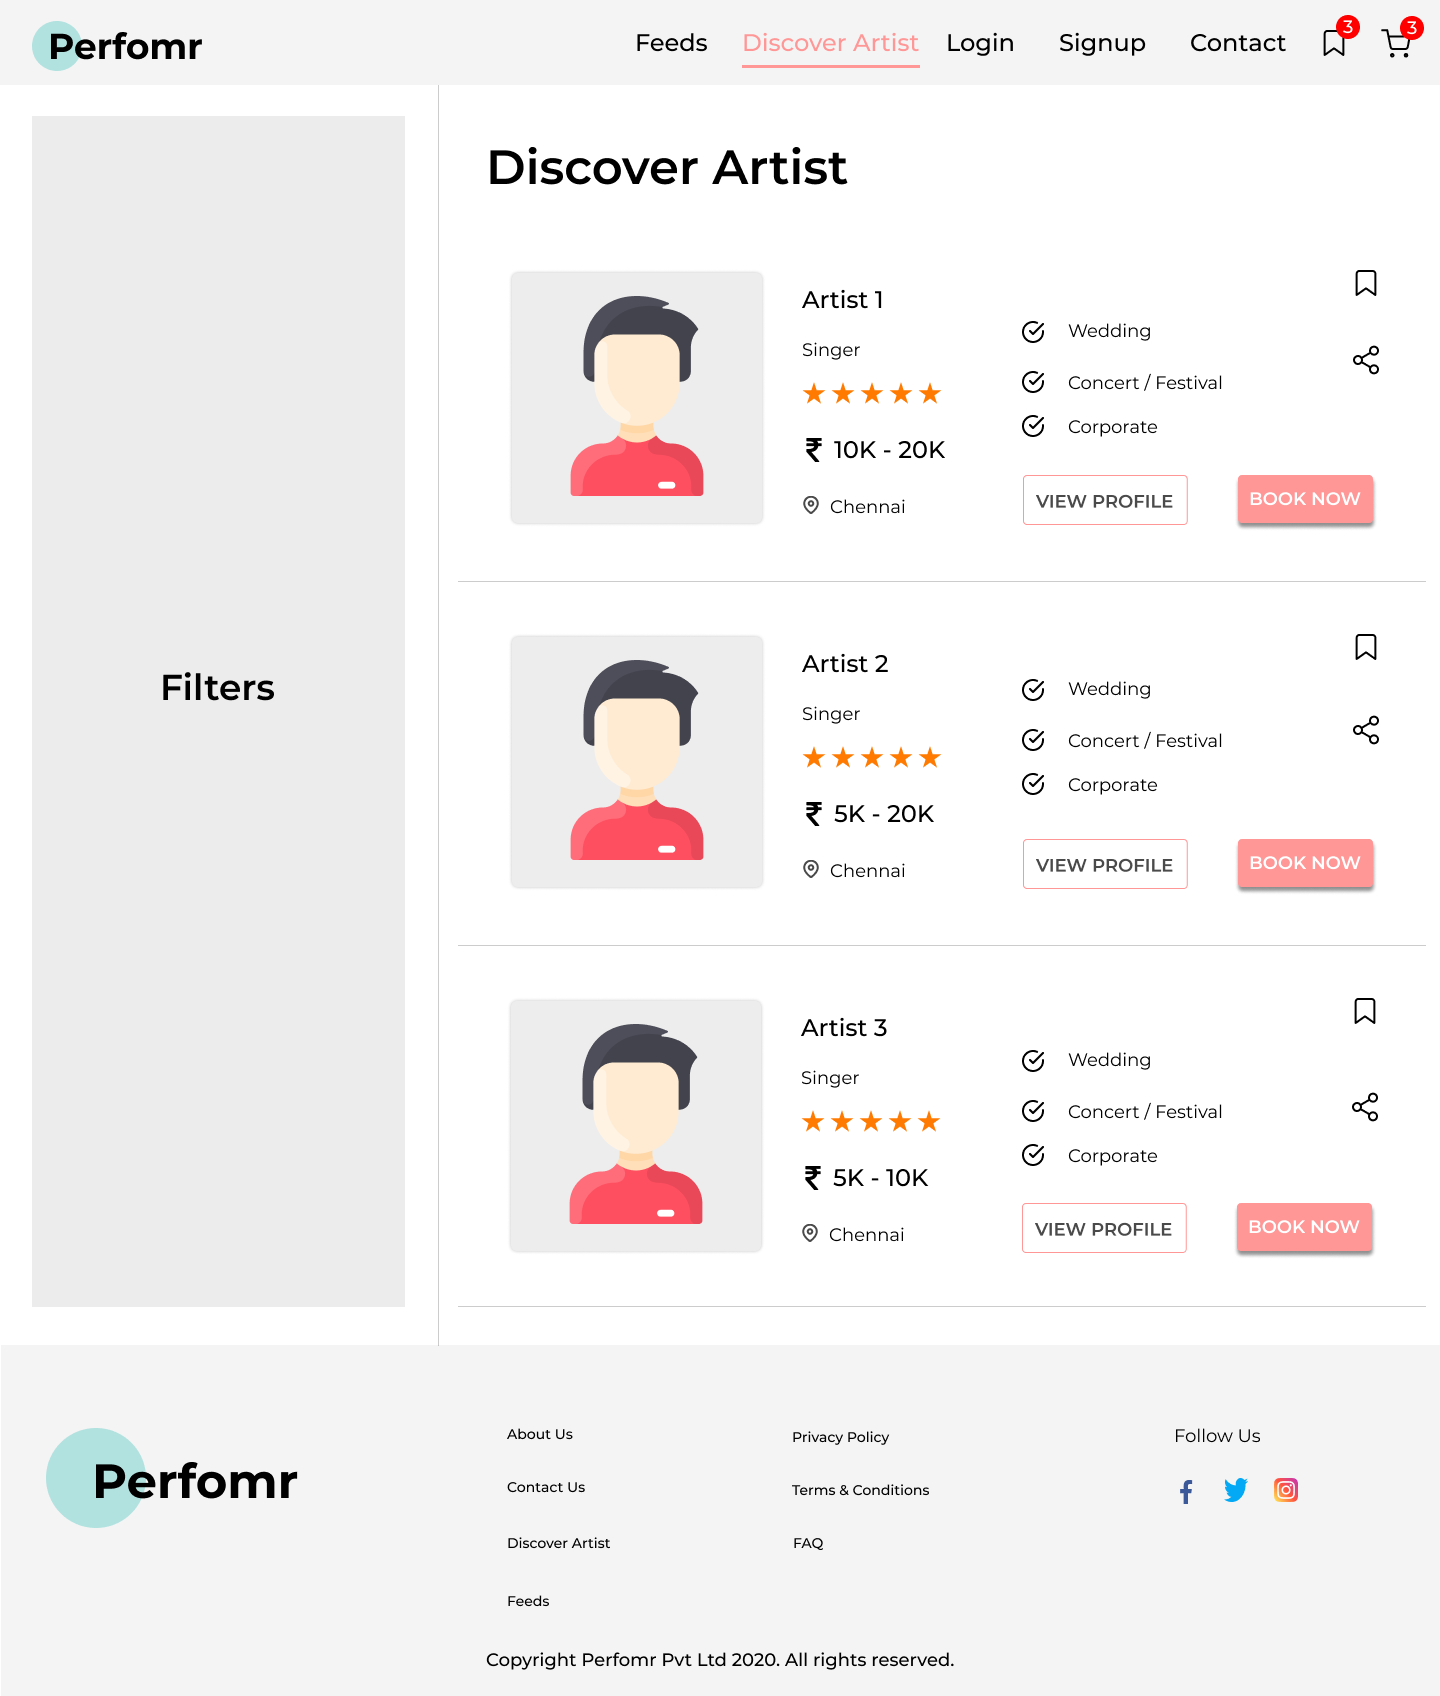 Perfomr
Feeds Discover Artist Login Signup Contact 3 3
Discover Artist
Filters
Artist 1
Singer
₹ 10K - 20K
Chennai
Wedding
Concert / Festival
Corporate
VIEW PROFILE BOOK NOW
Artist 2
Singer
₹ 5K - 20K
Chennai
Wedding
Concert / Festival
Corporate
VIEW PROFILE BOOK NOW
Artist 3
Singer
₹ 5K - 10K
Chennai
Wedding
Concert / Festival
Corporate
VIEW PROFILE BOOK NOW
Perfomr
About Us
Contact Us
Discover Artist
Feeds
Privacy Policy
Terms & Conditions
FAQ
Follow Us
Copyright Perfomr Pvt Ltd 2020. All rights reserved.